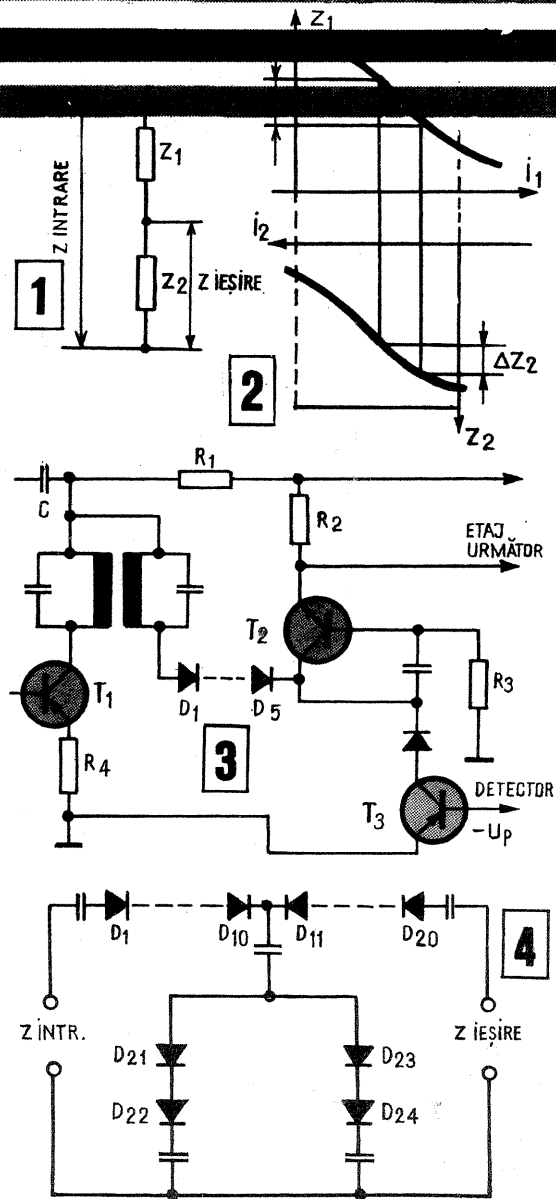 Z1
Z INTRARE
Z1
i1
i2
Z2
Z IEȘIRE
1
ΔZ2
2
Z2
R1
C
R2
ETAJ
URMĂTOR
T2
T1
R3
D1
D5
R4
3
T3
DETECTOR
-Up
D1
D10
D11
D20
4
Z INTR.
Z IEȘIRE
D21
D23
D22
D24